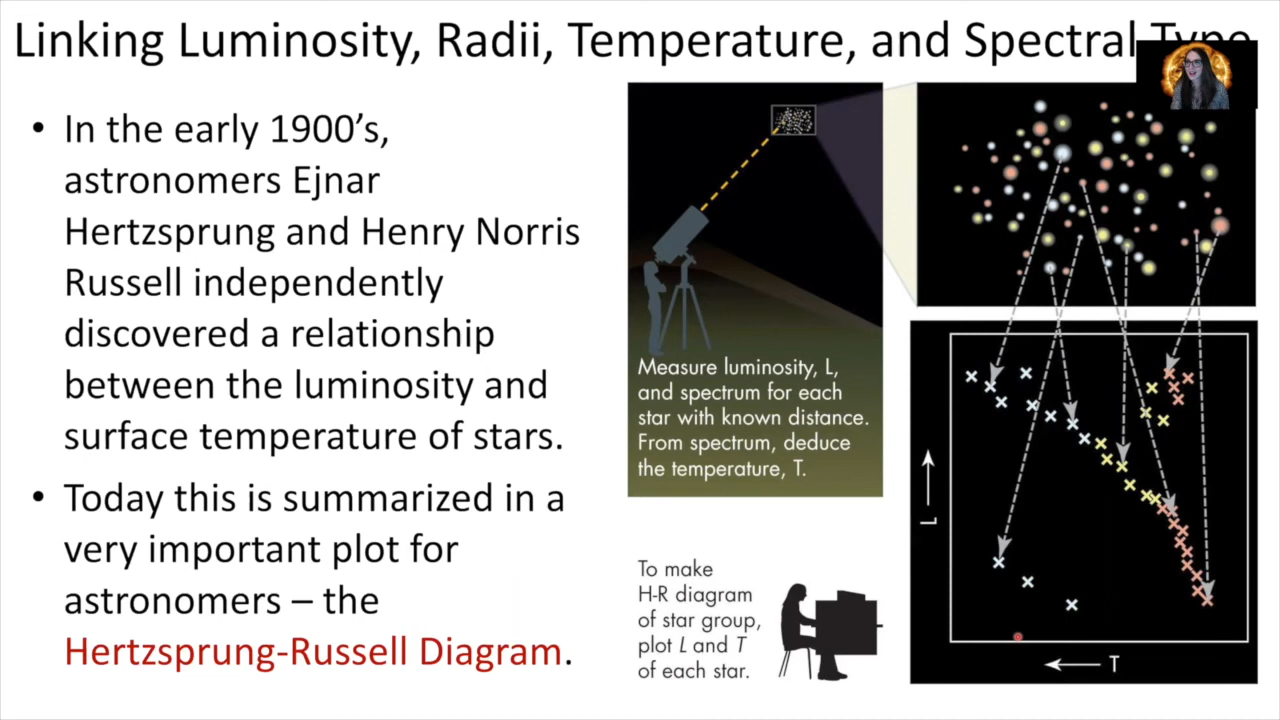 Linking Luminosity, Radii, Temperature, and Spectral Type
• In the early 1900’s,
astronomers Ejnar
Hertzsprung and Henry Norris
Russell independently
discovered a relationship
between the luminosity and
surface temperature of stars.
• Today this is summarized in a
very important plot for
astronomers – the
Hertzsprung-Russell Diagram.
Measure luminosity, L,
and spectrum for each
star with known distance.
From spectrum, deduce
the temperature, T.
To make
H-R diagram
of star group,
plot L and T
of each star.
L
T